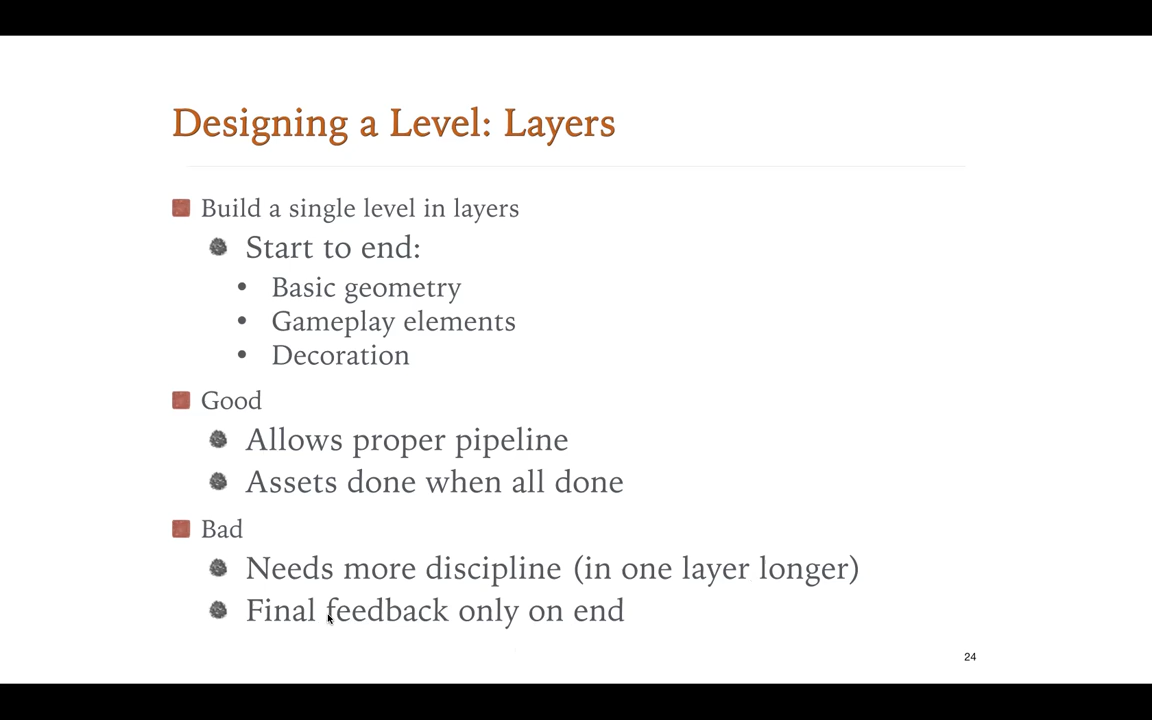 Designing a Level: Layers
Build a single level in layers
Start to end:
• Basic geometry
• Gameplay elements
• Decoration
Good
Allows proper pipeline
Assets done when all done
Bad
Needs more discipline (in one layer longer)
Final feedback only on end
24